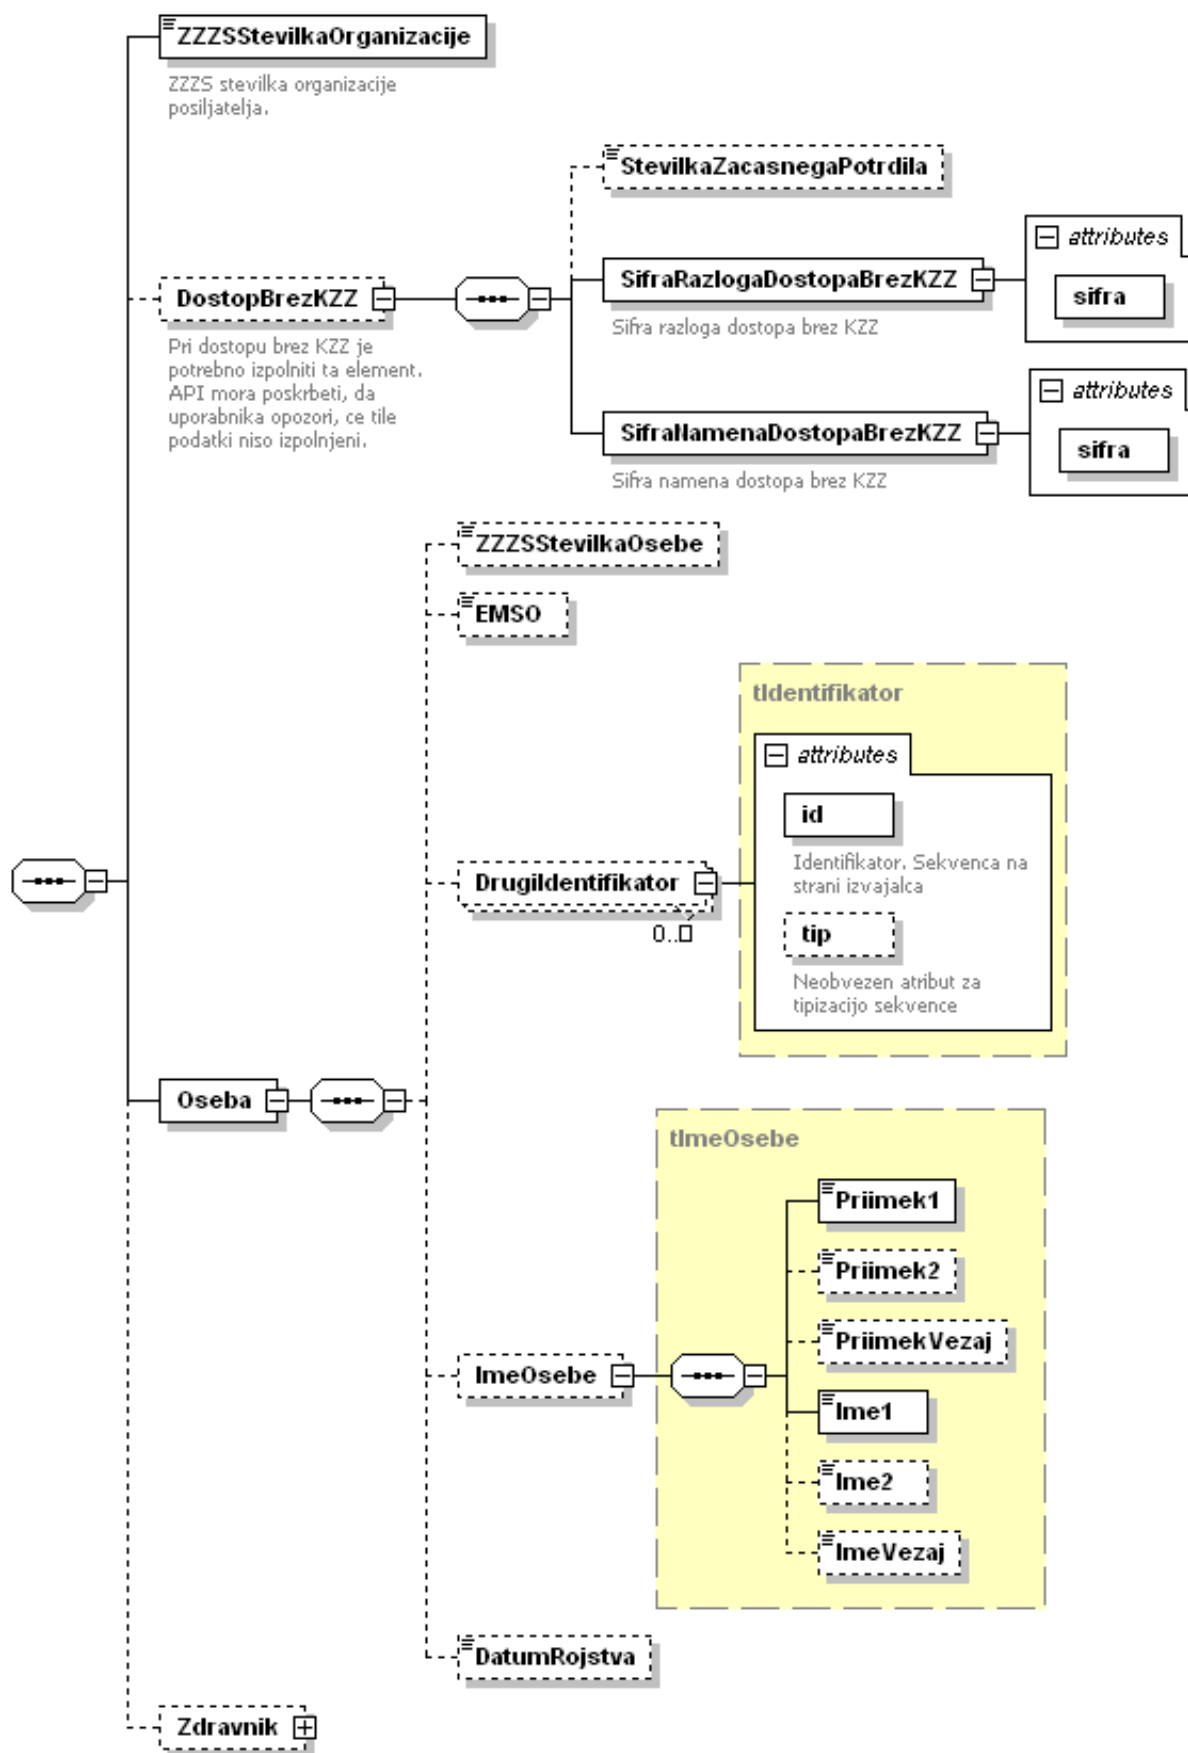 ZZZSStevilkaOrganizacije
ZZZS stevilka organizacije
posiljatelja.
StevilkaZacasnegaPotrdila
attributes
SifraRazlogaDostopaBrezKZZ
sifra
DostopBrezKZZ
Sifra razloga dostopa brez KZZ
Pri dostopu brez KZZ je
potrebno izpolniti ta element.
API mora poskrbeti, da
uporabnika opozori, ce tile
podatki niso izpolnjeni.
attributes
SifraNamenaDostopaBrezKZZ
sifra
Sifra namena dostopa brez KZZ
ZZZSStevilkaOsebe
EMSO
tIdentifikator
attributes
id
Identifikator. Sekvenca na
strani izvajalca
DrugiIdentifikator
0..
tip
Neobvezen atribut za
tipizacijo sekvence
Oseba
tImeOsebe
Priimek1
Priimek2
PriimekVezaj
ImeOsebe
Ime1
Ime2
ImeVezaj
DatumRojstva
Zdravnik